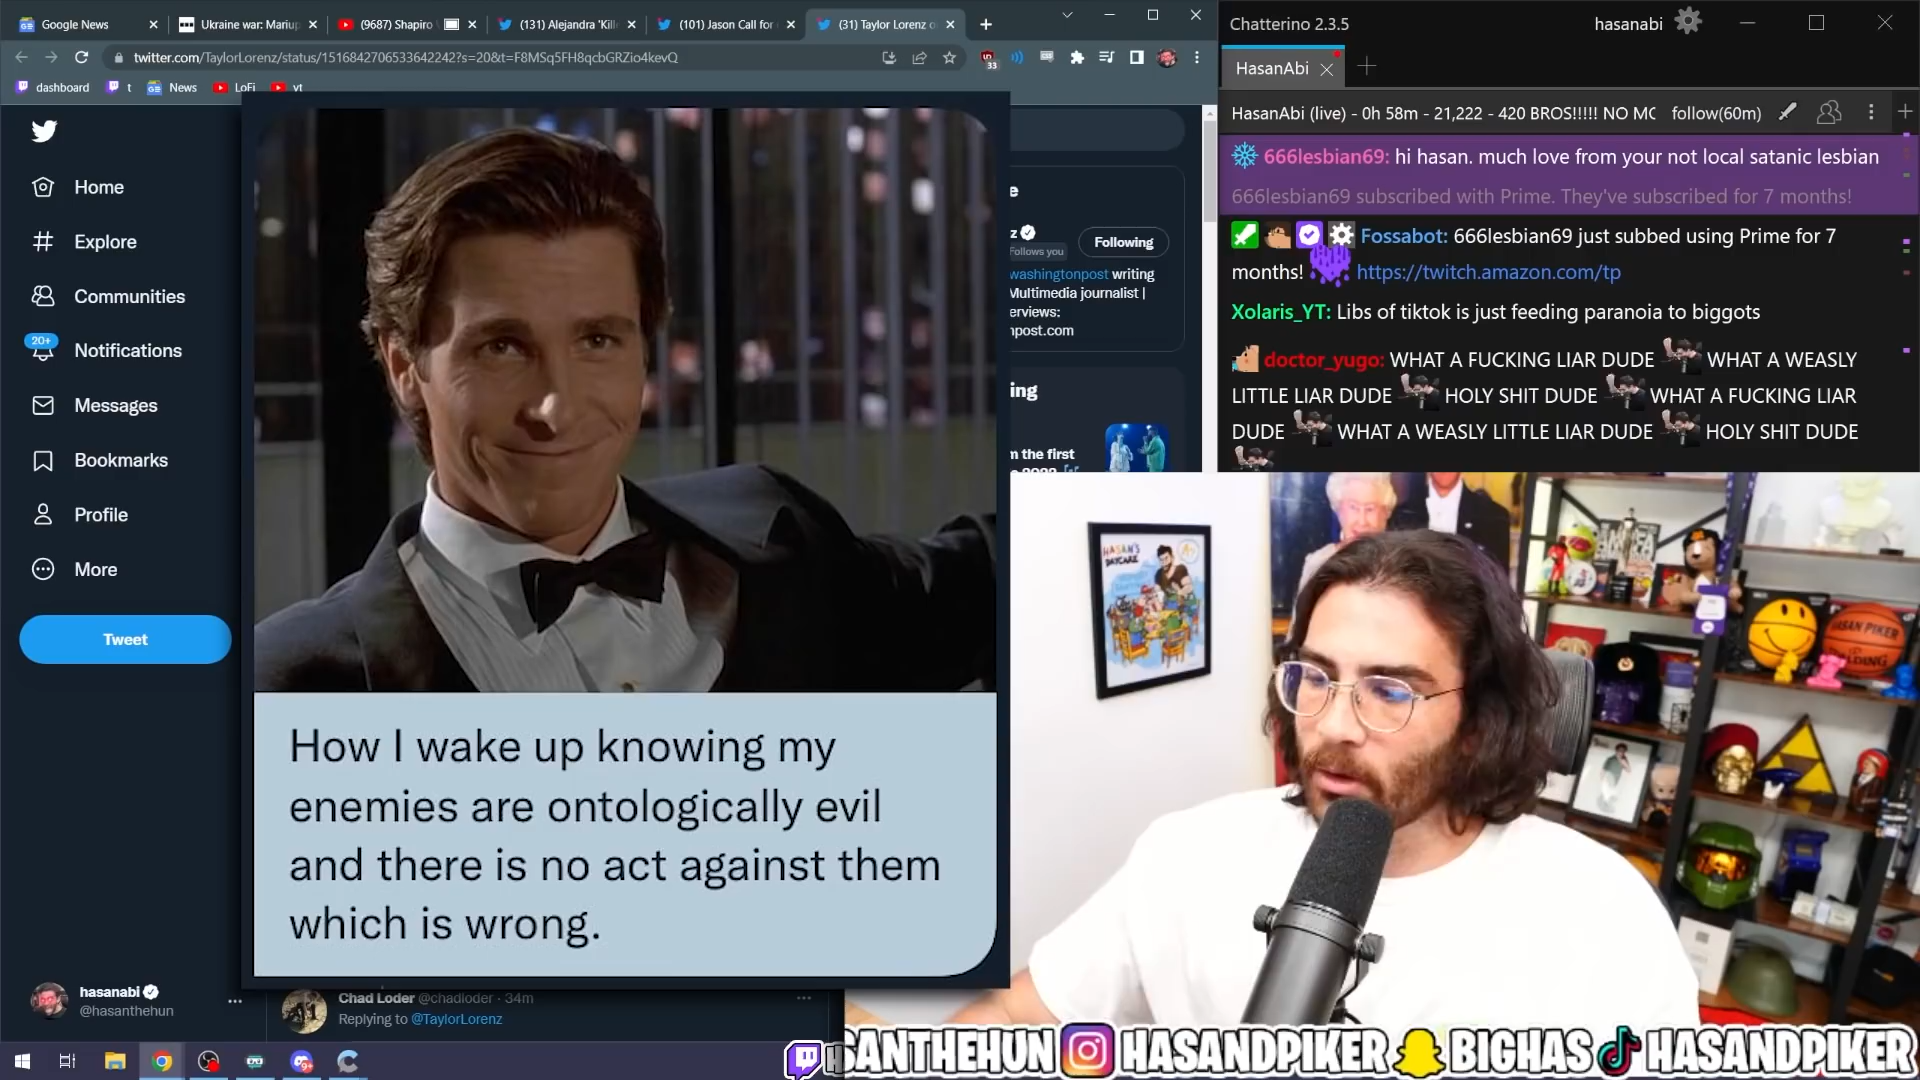 Google News
Ukraine war: Mariup
(9687) Shapiro
(131) Alejandra 'Kill
(101) Jason Call for
(31) Taylor Lorenz o
twitter.com/TaylorLorenz/status/1516842706533642242?s=20&t=F8MSq5FH8qcbGRZio4kevQ
33
dashboard
t
News
LoFi
yt
Home
Explore
Communities
20+
Notifications
Messages
Bookmarks
Profile
More
Tweet
hasanabi
@hasanthehun
How I wake up knowing my
enemies are ontologically evil
and there is no act against them
which is wrong.
Chad Loder @chadloder · 34m
Replying to @TaylorLorenz
e
z
Following
Follows you
washingtonpost writing
Multimedia journalist |
erviews:
npost.com
ing
m the first
Chatterino 2.3.5
hasanabi
HasanAbi
HasanAbi (live) - 0h 58m - 21,222 - 420 BROS!!!!! NO MC
follow(60m)
666lesbian69: hi hasan. much love from your not local satanic lesbian
666lesbian69 subscribed with Prime. They've subscribed for 7 months!
Fossabot: 666lesbian69 just subbed using Prime for 7
months! https://twitch.amazon.com/tp
Xolaris_YT: Libs of tiktok is just feeding paranoia to biggots
doctor_yugo: WHAT A FUCKING LIAR DUDE WHAT A WEASLY
LITTLE LIAR DUDE HOLY SHIT DUDE WHAT A FUCKING LIAR
DUDE WHAT A WEASLY LITTLE LIAR DUDE HOLY SHIT DUDE
HASAN'S
DAYCARE
A+
HASAN PIKER
SPALDING
SANTHEHUN HASANDPIKER BIGHAS HASANDPIKER